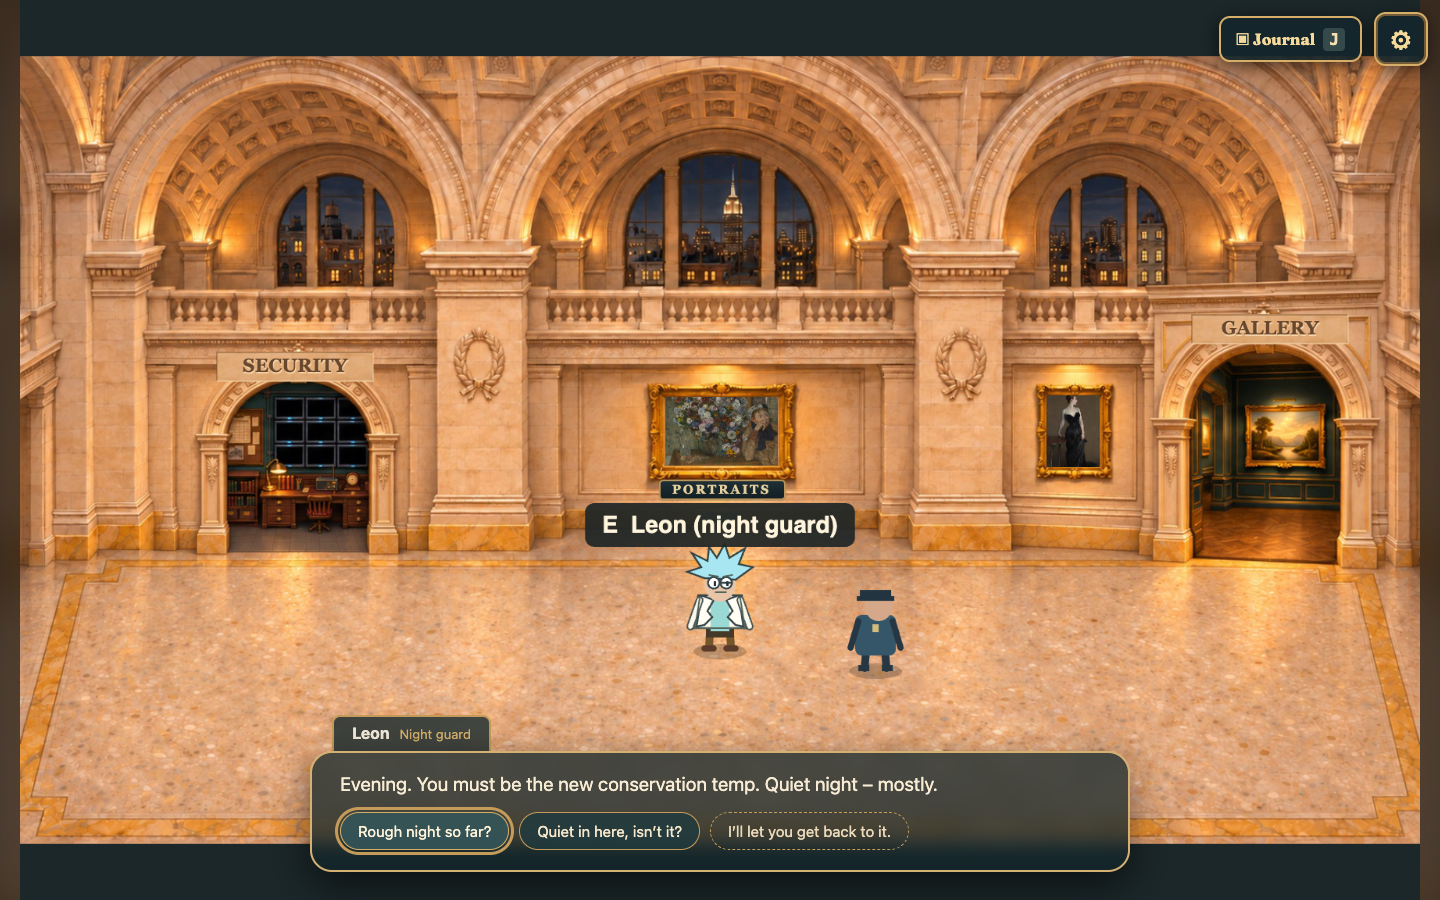 Journal J
SECURITY
GALLERY
PORTRAITS
E Leon (night guard)
Leon Night guard
Evening. You must be the new conservation temp. Quiet night – mostly.
Rough night so far? Quiet in here, isn’t it? I’ll let you get back to it.